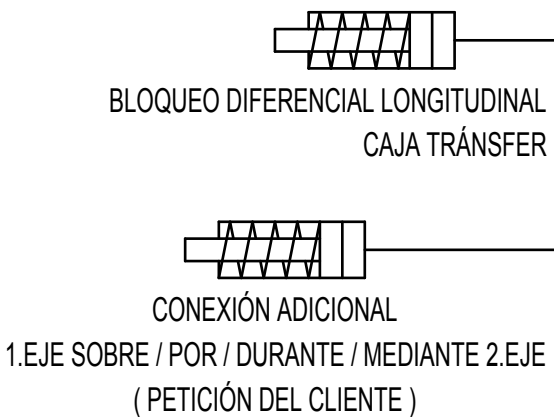 BLOQUEO DIFERENCIAL LONGITUDINAL
CAJA TRÁNSFER
CONEXIÓN ADICIONAL
1.EJE SOBRE / POR / DURANTE / MEDIANTE 2.EJE
( PETICIÓN DEL CLIENTE )